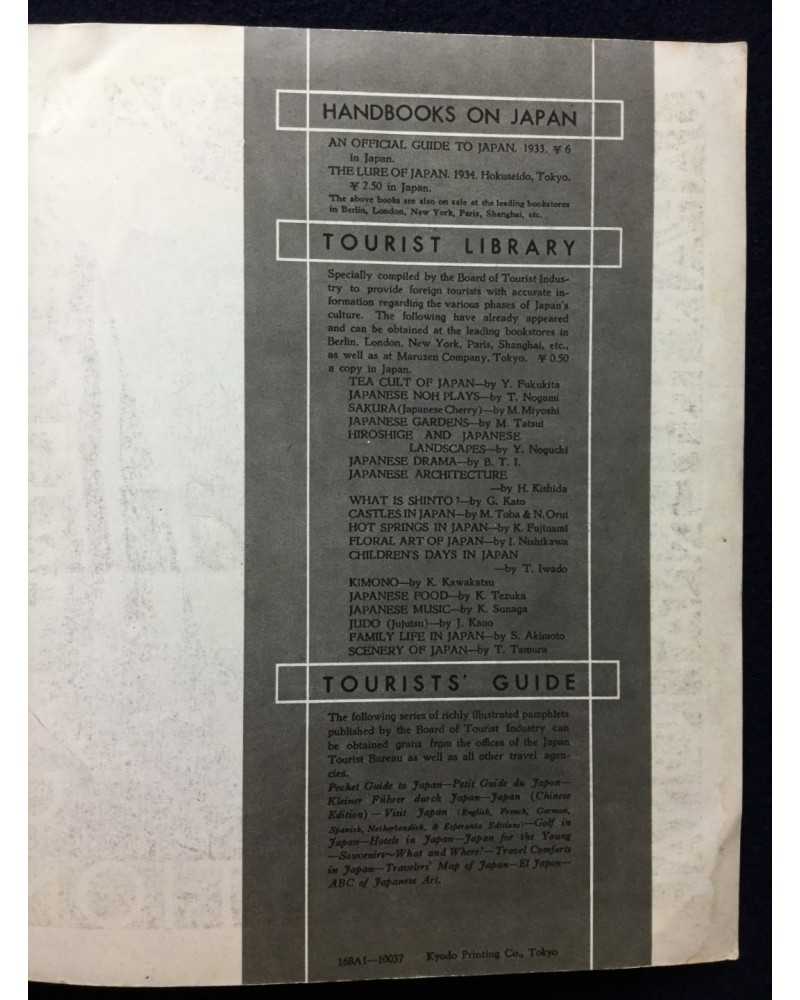 HANDBOOKS ON JAPAN
AN OFFICIAL GUIDE TO JAPAN. 1933. ¥ 6
in Japan.
THE LURE OF JAPAN. 1934. Hokuseido, Tokyo.
¥ 2.50 in Japan.
The above books are also on sale at the leading bookstores
in Berlin, London, New York, Paris, Shanghai, etc.
TOURIST LIBRARY
Specially compiled by the Board of Tourist Indus-
try to provide foreign tourists with accurate in-
formation regarding the various phases of Japan's
culture. The following have already appeared
and can be obtained at the leading bookstores in
Berlin, London, New York, Paris, Shanghai, etc.,
as well as at Maruzen Company, Tokyo. ¥ 0.50
a copy in Japan.
TEA CULT OF JAPAN—by Y. Fukukita
JAPANESE NOH PLAYS—by T. Nogami
SAKURA (Japanese Cherry)—by M. Miyoshi
JAPANESE GARDENS—by M. Tatsui
HIROSHIGE AND JAPANESE
LANDSCAPES—by Y. Noguchi
JAPANESE DRAMA—by B. T. I.
JAPANESE ARCHITECTURE
—by H. Kishida
WHAT IS SHINTO?—by G. Kato
CASTLES IN JAPAN—by M. Toba & N. Orui
HOT SPRINGS IN JAPAN—by K. Fujinami
FLORAL ART OF JAPAN—by I. Nishikawa
CHILDREN'S DAYS IN JAPAN
—by T. Iwado
KIMONO—by K. Kawakatsu
JAPANESE FOOD—by K. Tezuka
JAPANESE MUSIC—by K. Sunaga
JUDO (Jujutsu)—by J. Kano
FAMILY LIFE IN JAPAN—by S. Akimoto
SCENERY OF JAPAN—by T. Tamura
TOURISTS' GUIDE
The following series of richly illustrated pamphlets
published by the Board of Tourist Industry can
be obtained gratis from the offices of the Japan
Tourist Bureau as well as all other travel agen-
cies.
Pocket Guide to Japan—Petit Guide du Japon—
Kleiner Führer durch Japan—Japan (Chinese
Edition)—Visit Japan (English, French, German,
Spanish, Netherlandish, & Esperanto Editions)—Golf in
Japan—Hotels in Japan—Japan for the Young
—Souvenirs—What and Where?—Travel Comforts
in Japan—Travelers' Map of Japan—El Japon—
ABC of Japanese Art.
16BA1—10037 Kyodo Printing Co., Tokyo